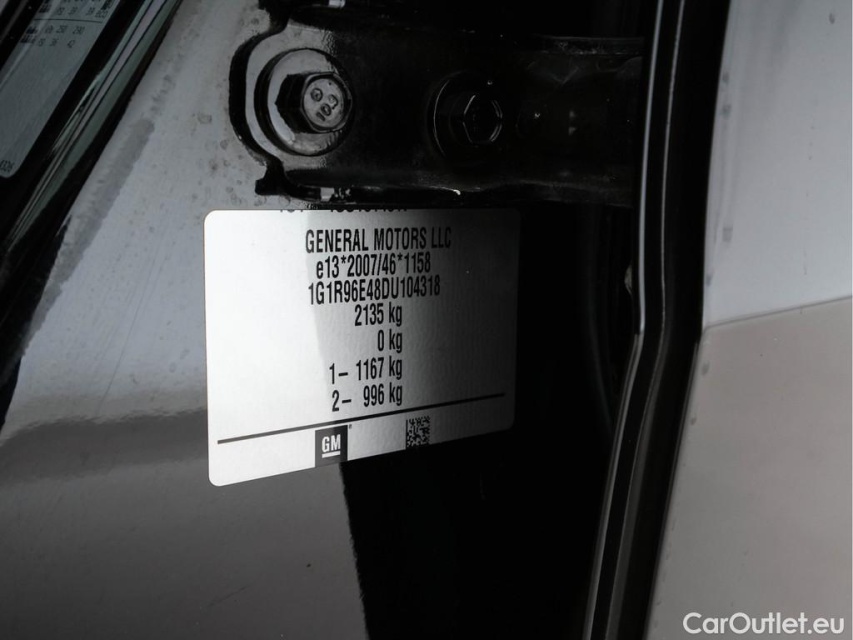 GENERAL MOTORS LLC
e13*2007/46*1158
1G1R96E48DU104318
2135 kg
0 kg
1– 1167 kg
2– 996 kg
GM
CarOutlet.eu